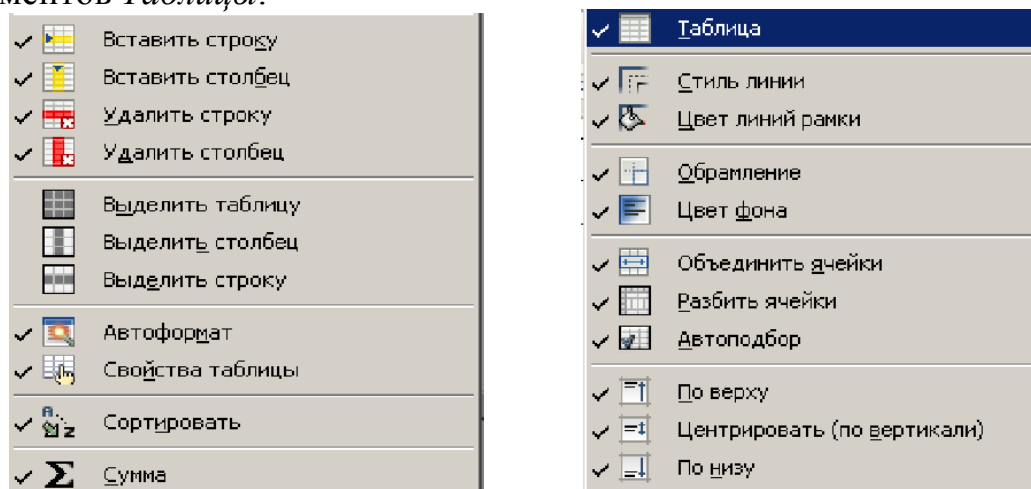 ментов Таблицы.
Вставить строку
Вставить столбец
Удалить строку
Удалить столбец
Выделить таблицу
Выделить столбец
Выделить строку
Автоформат
Свойства таблицы
Сортировать
Сумма
Таблица
Стиль линии
Цвет линий рамки
Обрамление
Цвет фона
Объединить ячейки
Разбить ячейки
Автоподбор
По верху
Центрировать (по вертикали)
По низу